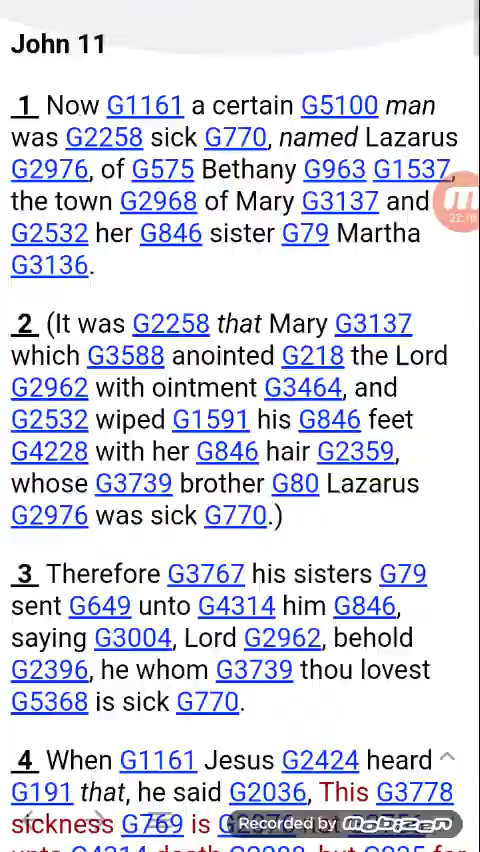 John 11
1 Now G1161 a certain G5100 man
was G2258 sick G770, named Lazarus
G2976, of G575 Bethany G963 G1537,
the town G2968 of Mary G3137 and
G2532 her G846 sister G79 Martha
G3136.
2 (It was G2258 that Mary G3137
which G3588 anointed G218 the Lord
G2962 with ointment G3464, and
G2532 wiped G1591 his G846 feet
G4228 with her G846 hair G2359,
whose G3739 brother G80 Lazarus
G2976 was sick G770.)
3 Therefore G3767 his sisters G79
sent G649 unto G4314 him G846,
saying G3004, Lord G2962, behold
G2396, he whom G3739 thou lovest
G5368 is sick G770.
4 When G1161 Jesus G2424 heard
G191 that, he said G2036, This G3778
sickness G769 is
Recorded by mobizen